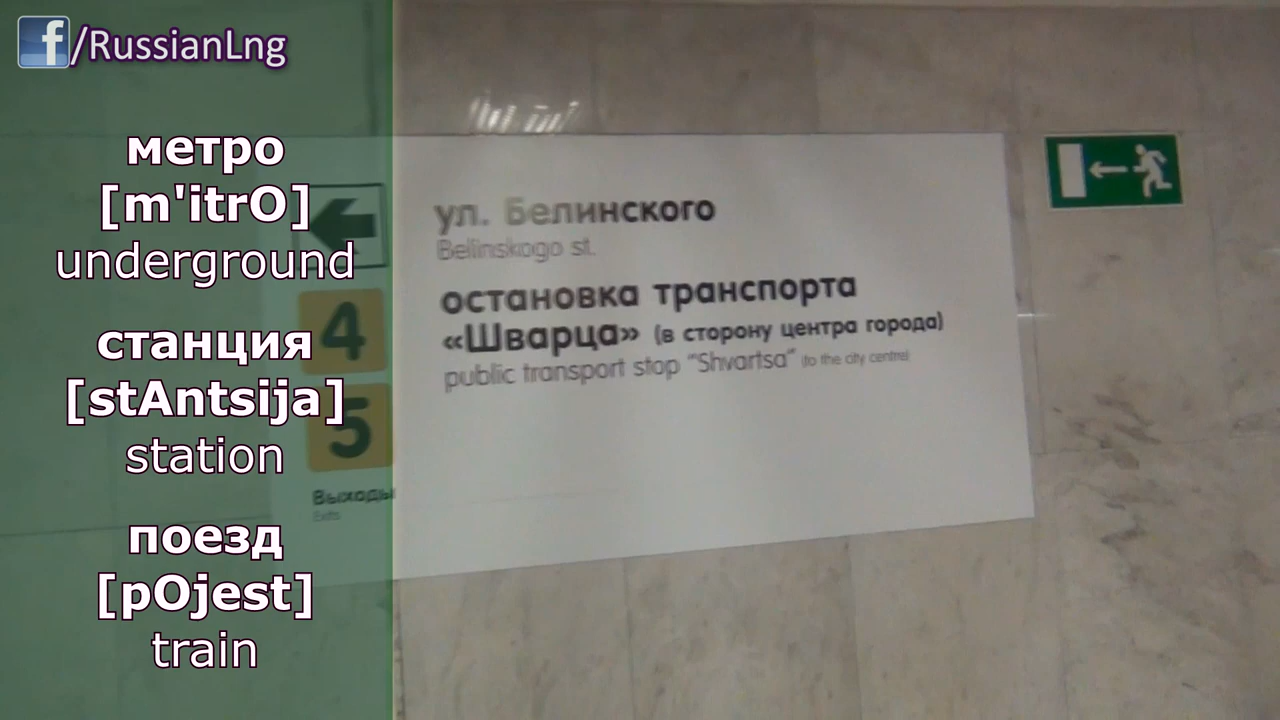 f/RussianLng
метро
[m'itrO]
underground
станция
[stAntsija]
station
поезд
[pOjest]
train
4
5
Выходы
Exits
ул. Белинского
Belinskogo st.
остановка транспорта
«Шварца» (в сторону центра города)
public transport stop "Shvartsa" (to the city centre)